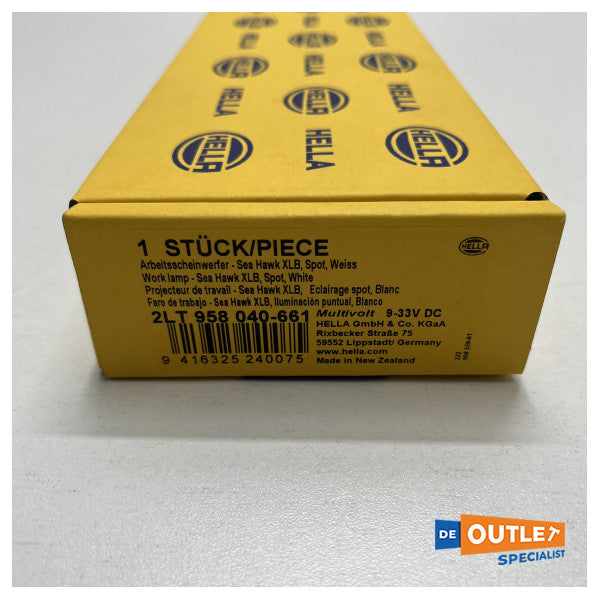 HELLA
HELLA
HELLA
HELLA
HELLA
HELLA
HELLA
HELLA
1 STÜCK/PIECE
HELLA
Arbeitsscheinwerfer - Sea Hawk XLB, Spot, Weiss
Work lamp - Sea Hawk XLB, Spot, White
Projecteur de travail - Sea Hawk XLB, Eclairage spot, Blanc
Faro de trabajo - Sea Hawk XLB, Iluminación puntual, Blanco
2LT 958 040-661 Multivolt 9-33V DC
HELLA GmbH & Co. KGaA
Rixbecker Straße 75
59552 Lippstadt/ Germany
www.hella.com
Made in New Zealand
9 416325 240075
222
DE OUTLET
SPECIALIST